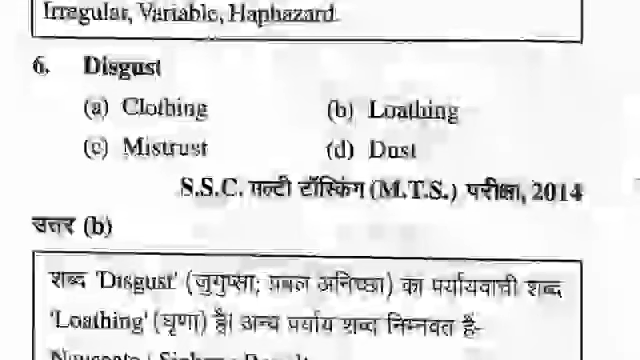 Irregular, Variable, Haphazard.
6. Disgust
(a) Clothing (b) Loathing
(c) Mistrust (d) Dust
S.S.C. मल्टी टॉस्किंग (M.T.S.) परीक्षा, 2014
उत्तर (b)
शब्द 'Disgust' (जुगुप्सा; प्रबल अनिच्छा) का पर्यायवाची शब्द
'Loathing' (घृणा) है। अन्य पर्याय शब्द निम्नवत है-